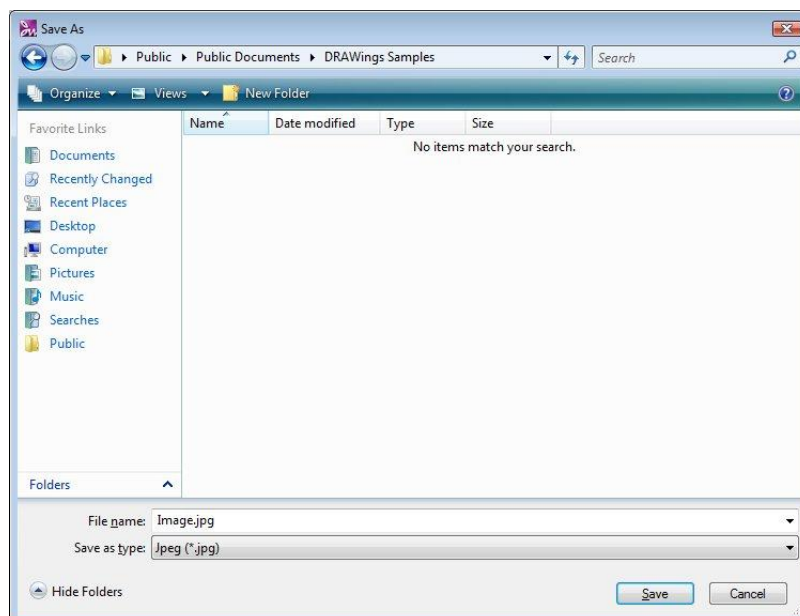 Save As
Public Public Documents DRAWings Samples Search
Organize Views New Folder
Favorite Links
Documents
Recently Changed
Recent Places
Desktop
Computer
Pictures
Music
Searches
Public
Folders
Name Date modified Type Size
No items match your search.
File name: Image.jpg
Save as type: Jpeg (*.jpg)
Hide Folders Save Cancel